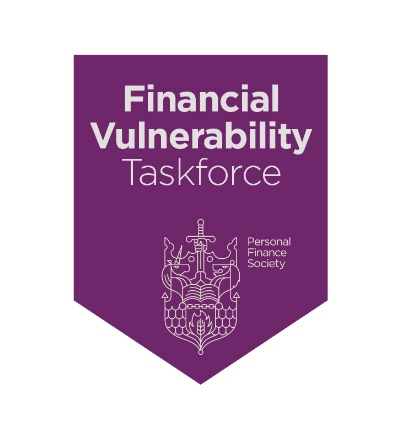 Financial
Vulnerability
Taskforce
Personal
Finance
Society